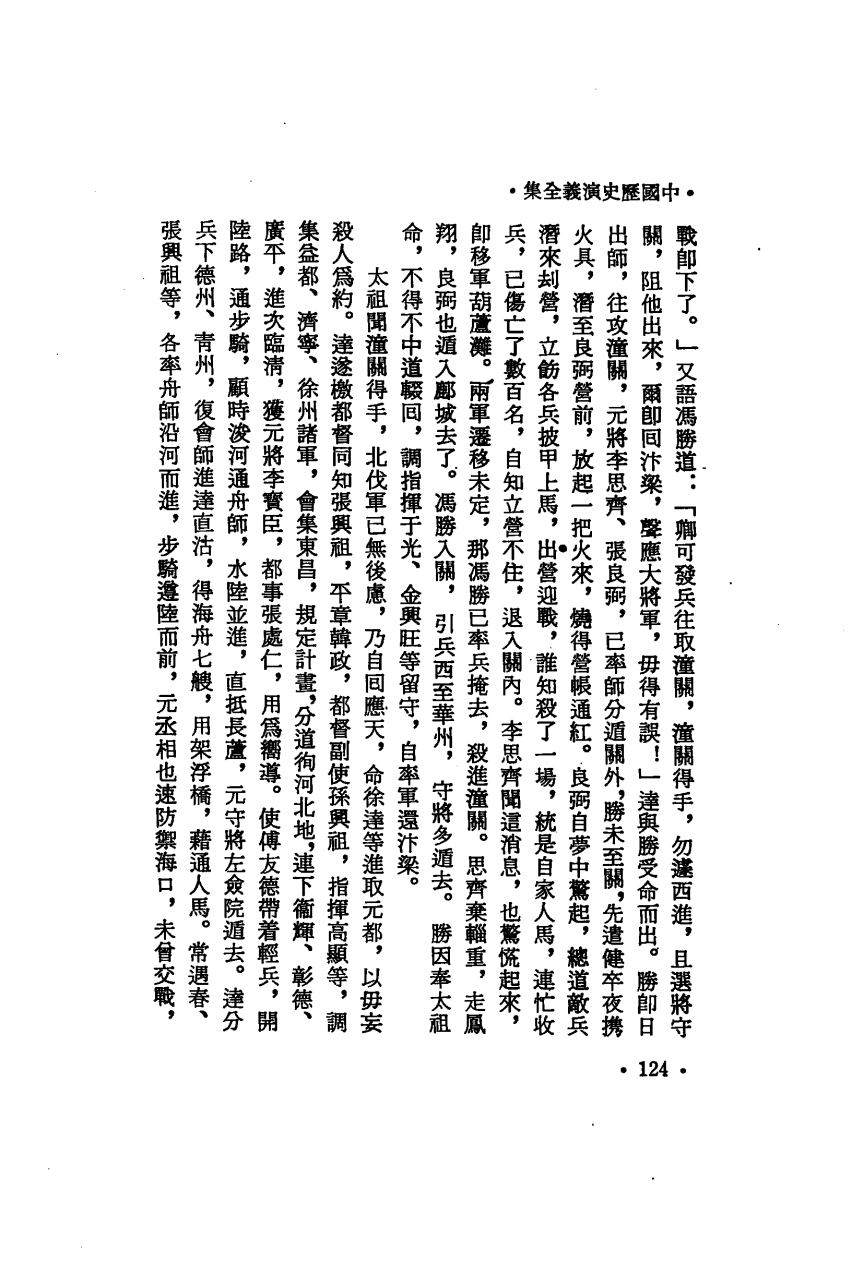 •中國歷史演義全集•
戰卽下了。」又語馮勝道：「卿可發兵往取潼關，潼關得手，勿遽西進，且選將守
關，阻他出來，爾卽囘汴梁，聲應大將軍，毋得有誤！」達與勝受命而出。勝卽日
出師，往攻潼關，元將李思齊、張良弼，已率師分遁關外，勝未至關，先遣健卒夜攜
火具，潛至良弼營前，放起一把火來，燒得營帳通紅。良弼自夢中驚起，總道敵兵
潛來刦營，立飭各兵披甲上馬，出營迎戰，誰知殺了一場，統是自家人馬，連忙收
兵，已傷亡了數百名，自知立營不住，退入關內。李思齊聞這消息，也驚慌起來，
卽移軍葫蘆灘。兩軍遷移未定，那馮勝已率兵掩去，殺進潼關。思齊棄輜重，走鳳
翔，良弼也遁入鄜城去了。馮勝入關，引兵西至華州，守將多遁去。勝因奉太祖
命，不得不中道輟囘，調指揮于光、金興旺等留守，自率軍還汴梁。
太祖聞潼關得手，北伐軍已無後慮，乃自囘應天，命徐達等進取元都，以毋妄
殺人爲約。達遂檄都督同知張興祖，平章韓政，都督副使孫興祖，指揮高顯等，調
集益都、濟寧、徐州諸軍，會集東昌，規定計畫，分道徇河北地，連下衞輝、彰德、
廣平，進次臨淸，獲元將李寳臣，都事張處仁，用爲嚮導。使傅友德帶着輕兵，開
陸路，通步騎，顧時浚河通舟師，水陸並進，直抵長蘆，元守將左僉院遁去。達分
兵下德州、靑州，復會師進達直沽，得海舟七艘，用架浮橋，藉通人馬。常遇春、
張興祖等，各率舟師沿河而進，步騎遵陸而前，元丞相也速防禦海口，未曾交戰，
•124•